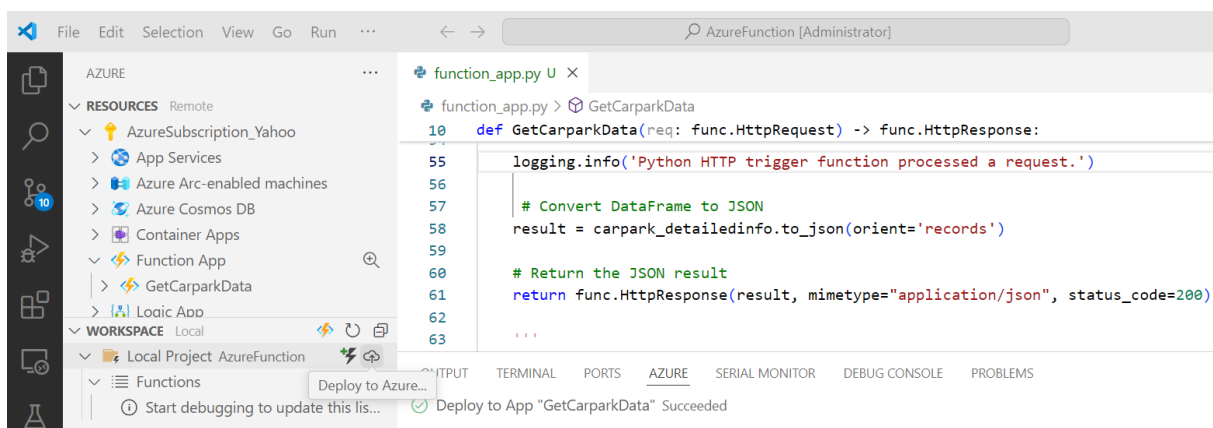 File Edit Selection View Go Run ··· AzureFunction [Administrator]
AZURE ···
RESOURCES Remote
AzureSubscription_Yahoo
App Services
Azure Arc-enabled machines
Azure Cosmos DB
Container Apps
Function App
GetCarparkData
Logic App
WORKSPACE Local
Local Project AzureFunction
Functions
Start debugging to update this lis...
Deploy to Azure...
10
function_app.py U ×
function_app.py > GetCarparkData
10 def GetCarparkData(req: func.HttpRequest) -> func.HttpResponse:
55 logging.info('Python HTTP trigger function processed a request.')
56
57 # Convert DataFrame to JSON
58 result = carpark_detailedinfo.to_json(orient='records')
59
60 # Return the JSON result
61 return func.HttpResponse(result, mimetype="application/json", status_code=200)
62
63 '''
OUTPUT TERMINAL PORTS AZURE SERIAL MONITOR DEBUG CONSOLE PROBLEMS
Deploy to App "GetCarparkData" Succeeded